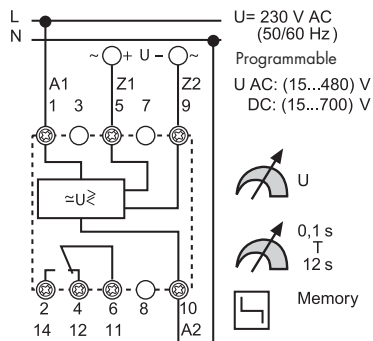 L
U= 230 V AC
(50/60 Hz)
N
~ + U − ~
Programmable
U AC: (15...480) V
DC: (15...700) V
A1 Z1 Z2
1 3 5 7 9
U
≂U≷
0,1 s
T
12 s
2 4 6 8 10
14 12 11 A2
Memory